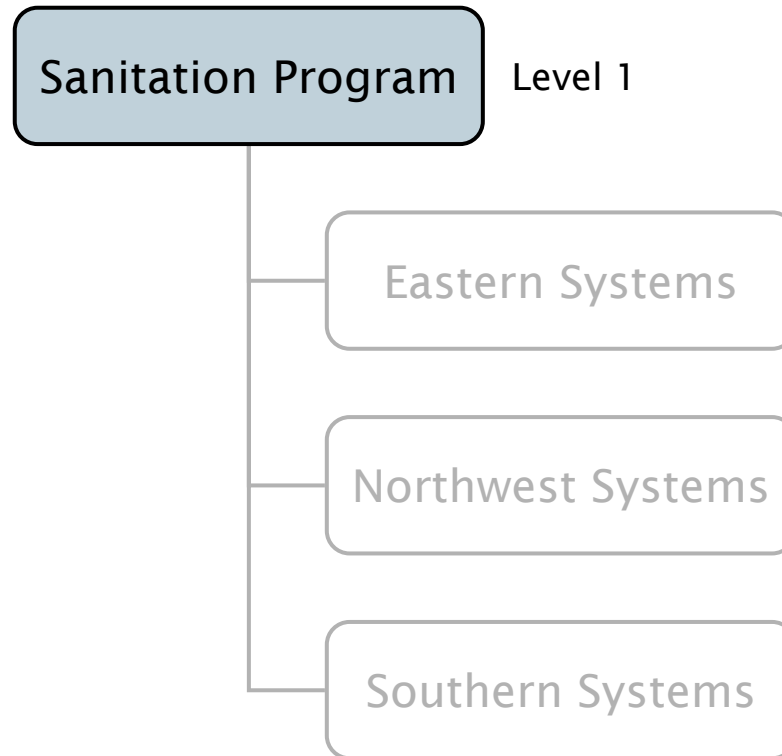 Sanitation Program
Level 1
Eastern Systems
Northwest Systems
Southern Systems